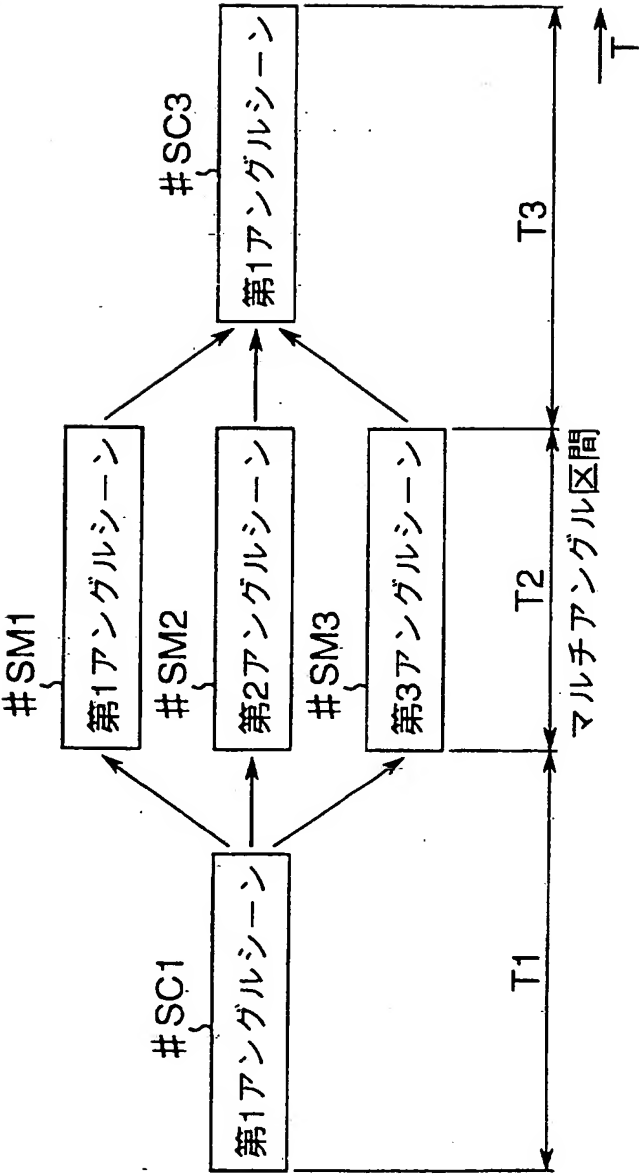 #SC1
第1アングルシーン
#SM1
第1アングルシーン
#SM2
第2アングルシーン
#SM3
第3アングルシーン
#SC3
第1アングルシーン
T1
T2
T3
マルチアングル区間
T